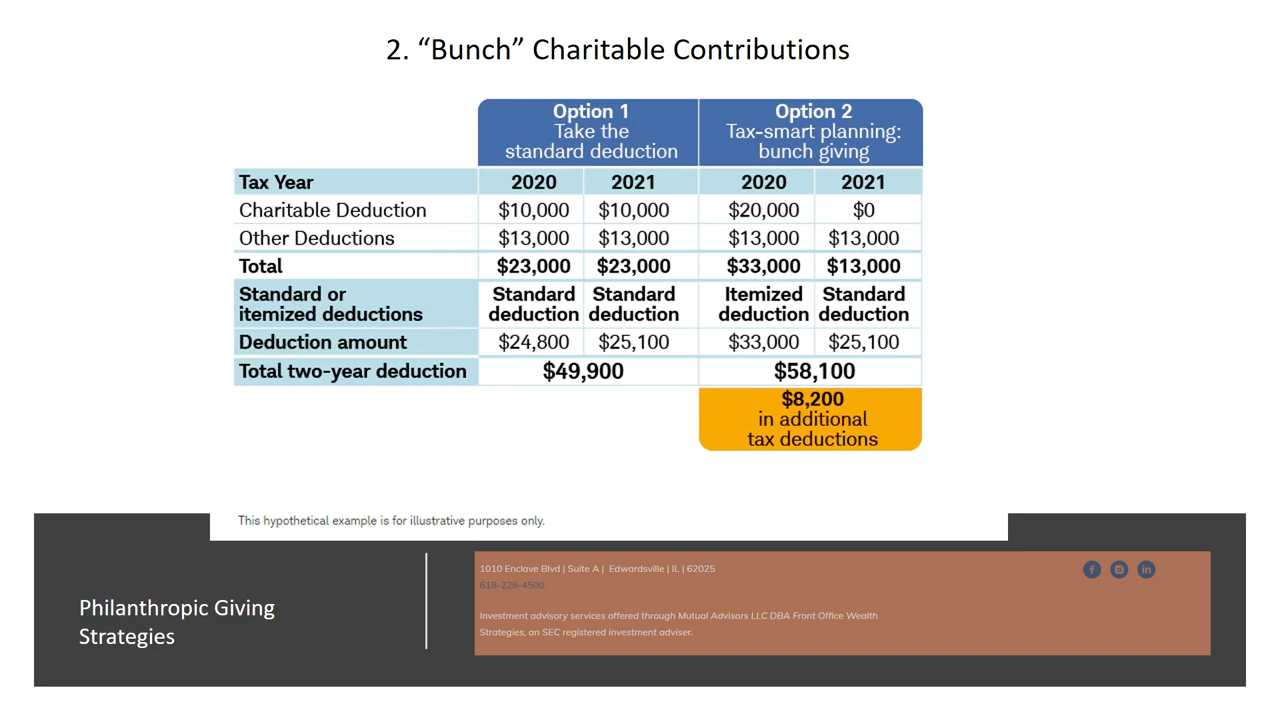 2. “Bunch” Charitable Contributions
Option 1
Take the
standard deduction
Option 2
Tax-smart planning:
bunch giving
Tax Year 2020 2021 2020 2021
Charitable Deduction $10,000 $10,000 $20,000 $0
Other Deductions $13,000 $13,000 $13,000 $13,000
Total $23,000 $23,000 $33,000 $13,000
Standard or
itemized deductions
Standard
deduction
Standard
deduction
Itemized
deduction
Standard
deduction
Deduction amount $24,800 $25,100 $33,000 $25,100
Total two-year deduction $49,900 $58,100
$8,200
in additional
tax deductions
This hypothetical example is for illustrative purposes only.
Philanthropic Giving
Strategies
1010 Enclave Blvd | Suite A | Edwardsville | IL | 62025
618-228-4500
Investment advisory services offered through Mutual Advisors LLC DBA Front Office Wealth
Strategies, an SEC registered investment adviser.